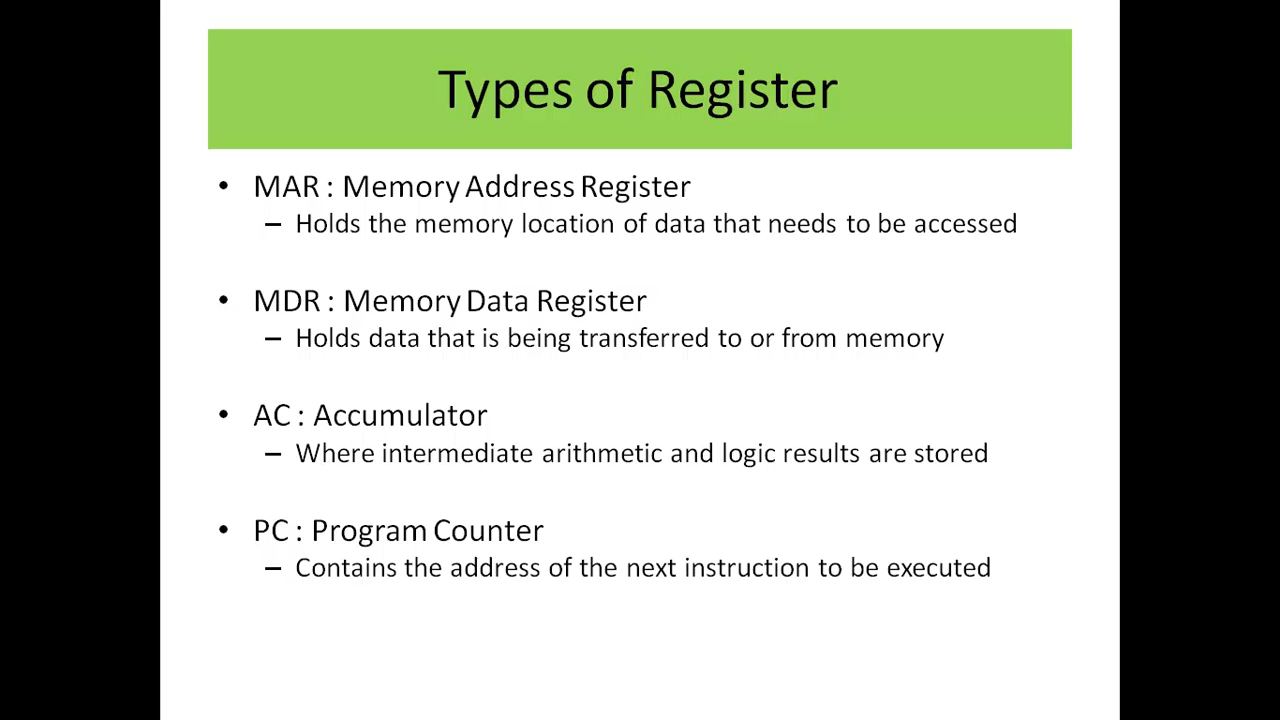 Types of Register
• MAR : Memory Address Register
– Holds the memory location of data that needs to be accessed
• MDR : Memory Data Register
– Holds data that is being transferred to or from memory
• AC : Accumulator
– Where intermediate arithmetic and logic results are stored
• PC : Program Counter
– Contains the address of the next instruction to be executed